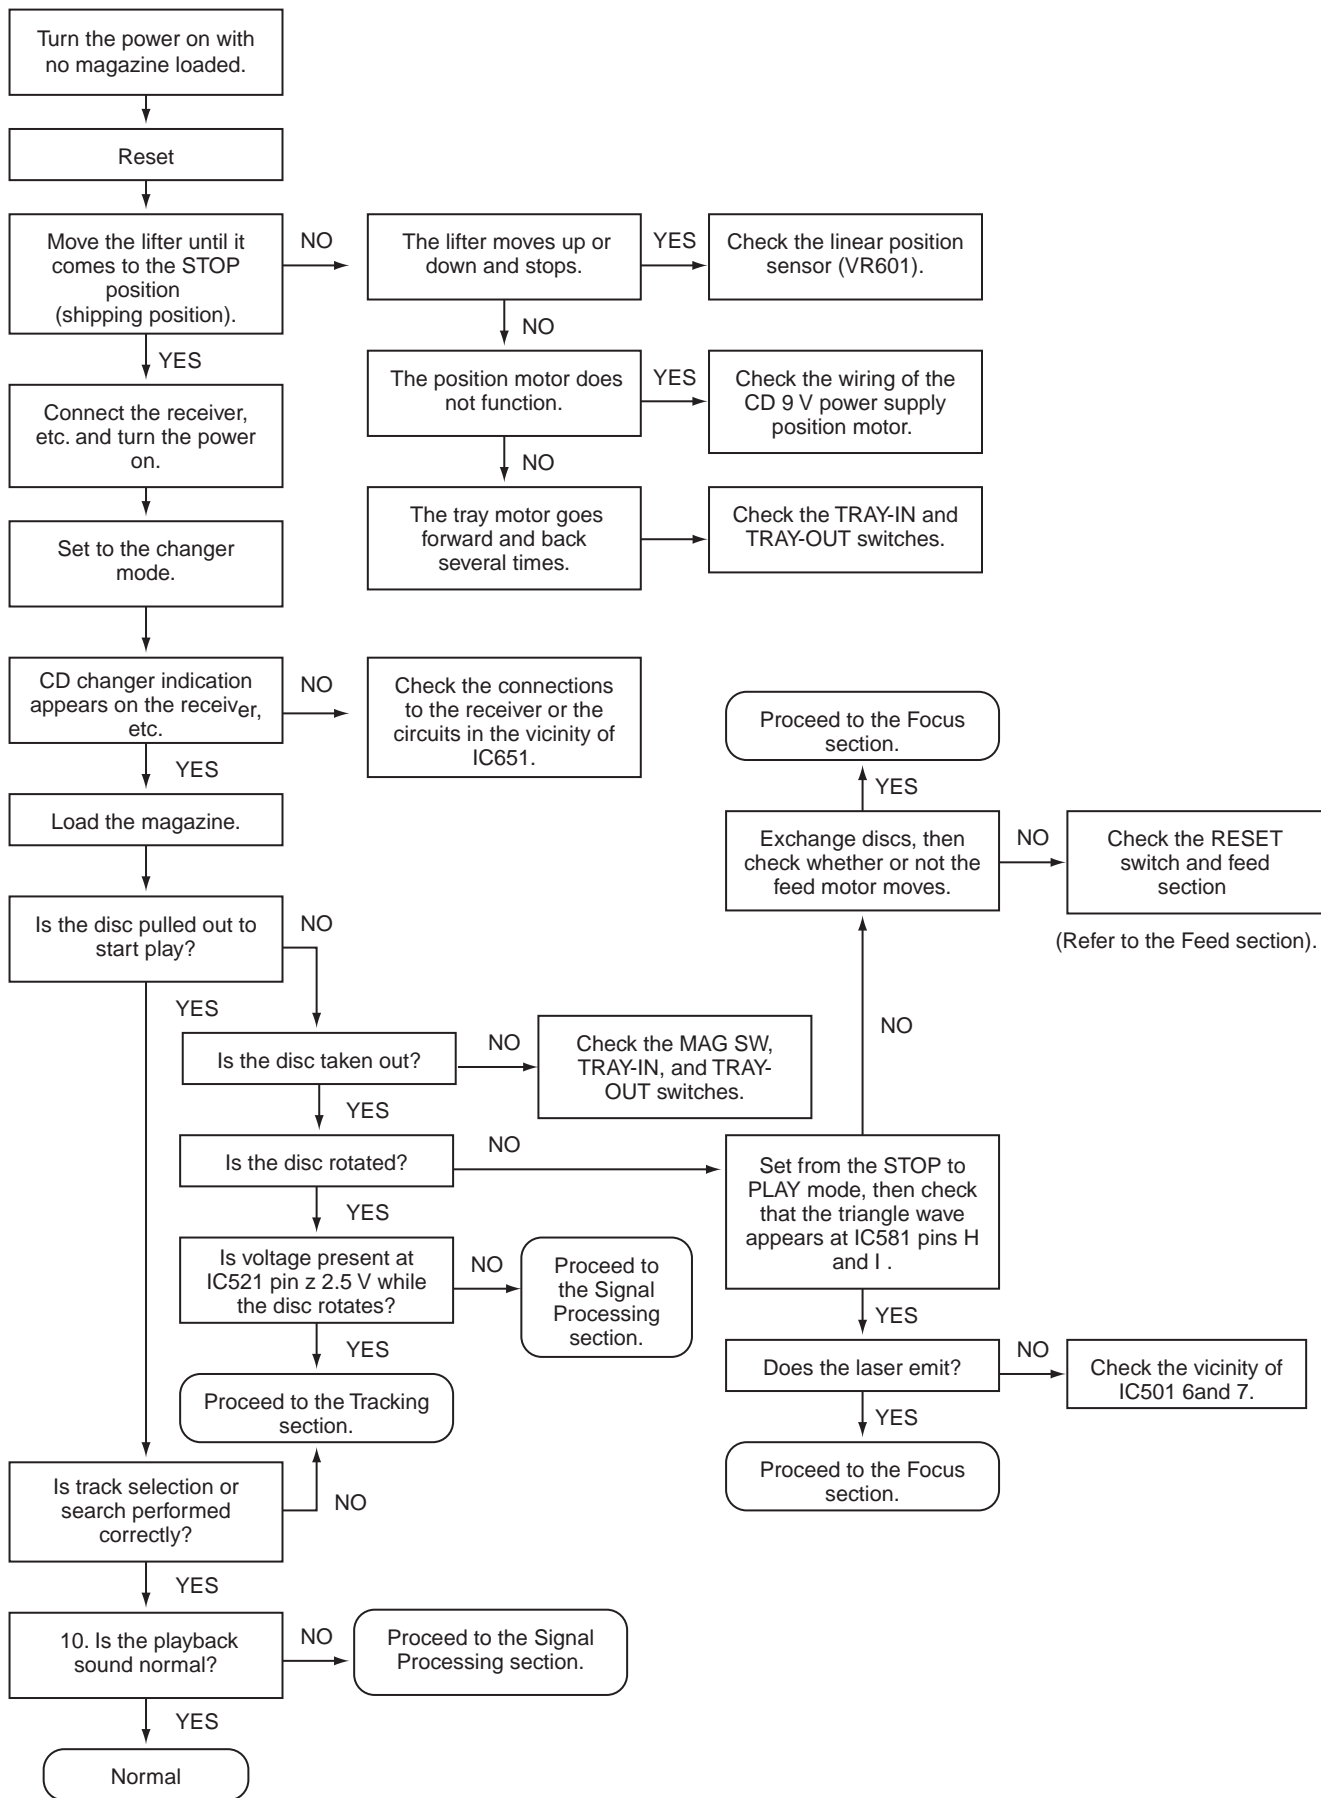 Turn the power on with
no magazine loaded.
Reset
Move the lifter until it
comes to the STOP
position
(shipping position).
NO
The lifter moves up or
down and stops.
YES
Check the linear position
sensor (VR601).
NO
YES
The position motor does
not function.
YES
Check the wiring of the
CD 9 V power supply
position motor.
Connect the receiver,
etc. and turn the power
on.
NO
The tray motor goes
forward and back
several times.
Check the TRAY-IN and
TRAY-OUT switches.
Set to the changer
mode.
CD changer indication
appears on the receiver,
etc.
NO
Check the connections
to the receiver or the
circuits in the vicinity of
IC651.
YES
Load the magazine.
Proceed to the Focus
section.
YES
Exchange discs, then
check whether or not the
feed motor moves.
NO
Check the RESET
switch and feed
section
(Refer to the Feed section).
Is the disc pulled out to
start play?
NO
YES
NO
Is the disc taken out?
NO
Check the MAG SW,
TRAY-IN, and TRAY-
OUT switches.
YES
Is the disc rotated?
NO
Set from the STOP to
PLAY mode, then check
that the triangle wave
appears at IC581 pins H
and I .
YES
Is voltage present at
IC521 pin z 2.5 V while
the disc rotates?
NO
Proceed to
the Signal
Processing
section.
YES
YES
Does the laser emit?
NO
Check the vicinity of
IC501 6and 7.
Proceed to the Tracking
section.
YES
Proceed to the Focus
section.
Is track selection or
search performed
correctly?
NO
YES
10. Is the playback
sound normal?
NO
Proceed to the Signal
Processing section.
YES
Normal